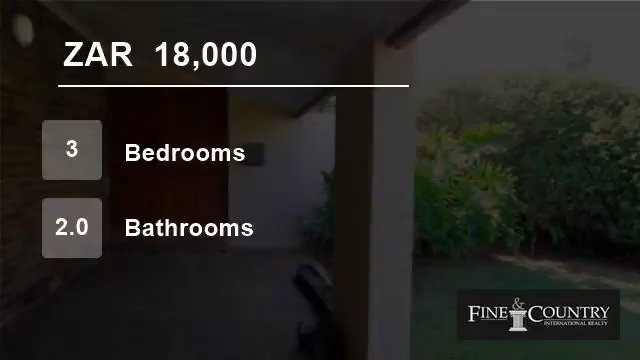 ZAR 18,000
3 Bedrooms
2.0 Bathrooms
FINE & COUNTRY
INTERNATIONAL REALTY